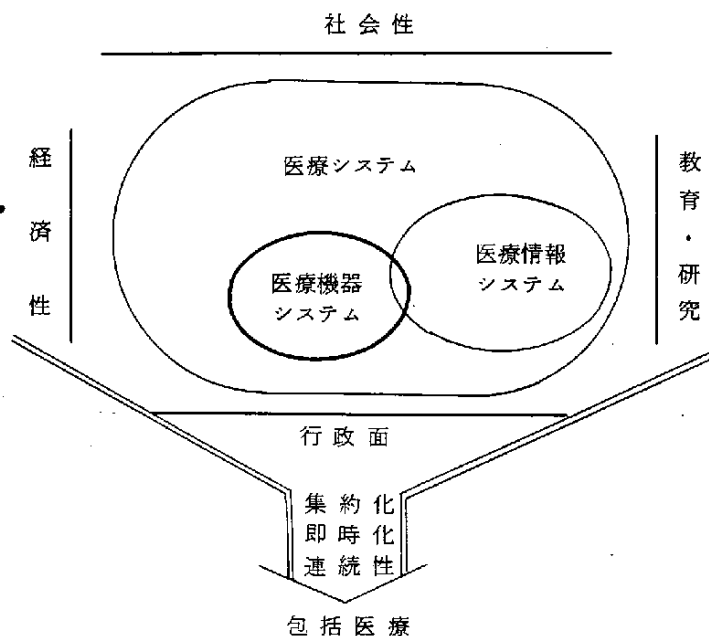 社会性
経済性
医療システム
教育・研究
医療機器
システム
医療情報
システム
行政面
集約化
即時化
連続性
包括医療